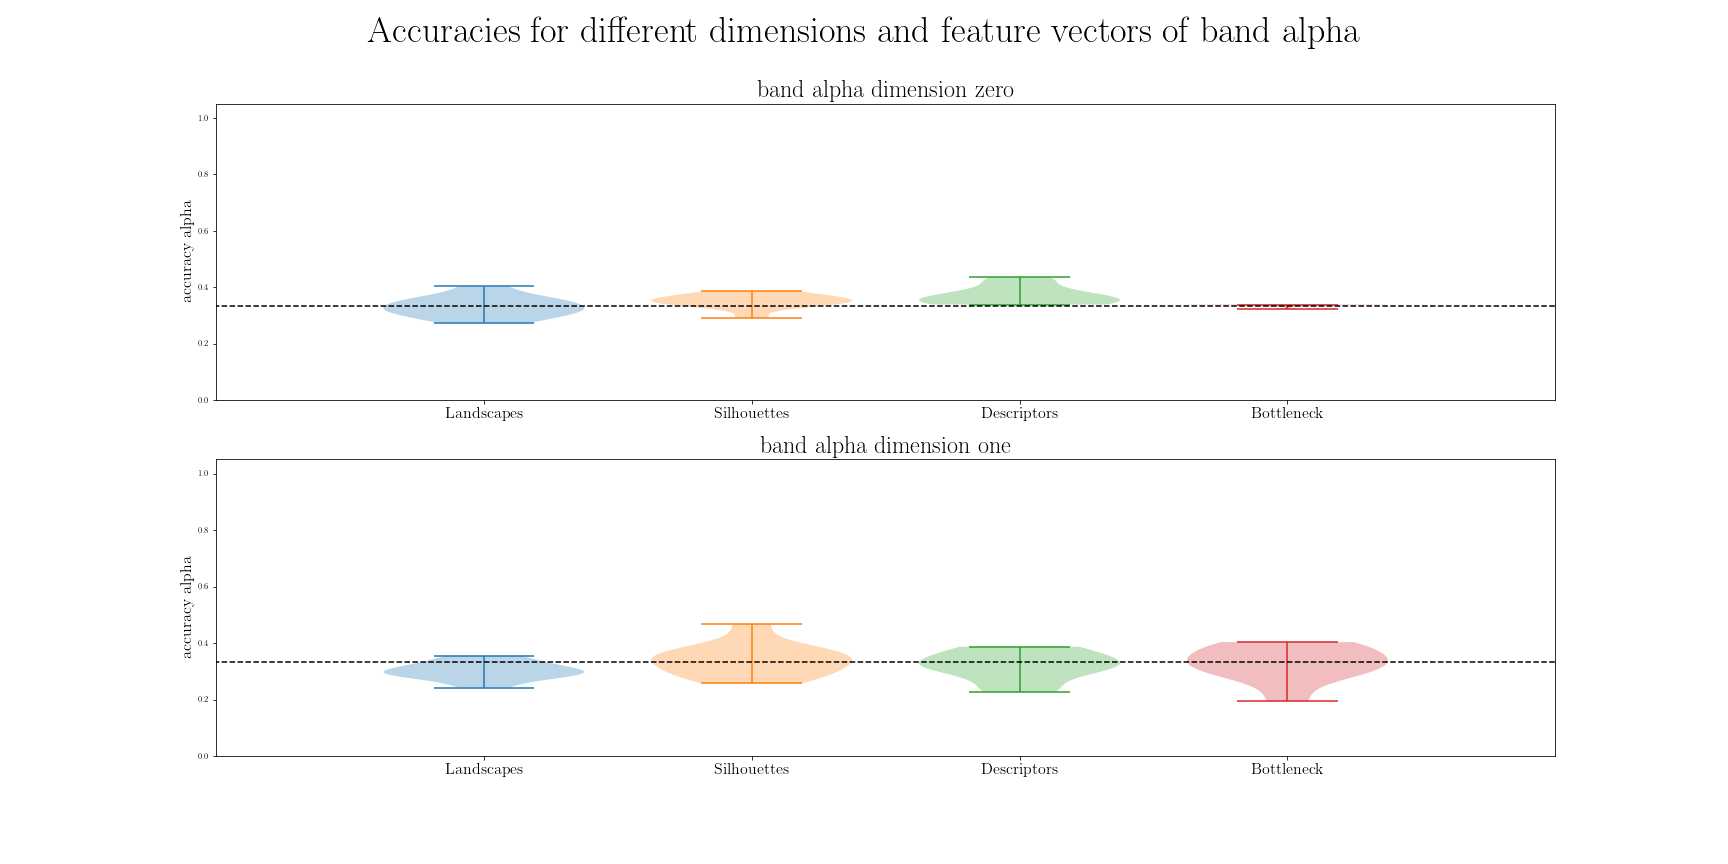 Accuracies for different dimensions and feature vectors of band alpha
band alpha dimension zero
accuracy alpha
1.0
0.8
0.6
0.4
0.2
0.0
Landscapes Silhouettes Descriptors Bottleneck
band alpha dimension one
accuracy alpha
1.0
0.8
0.6
0.4
0.2
0.0
Landscapes Silhouettes Descriptors Bottleneck